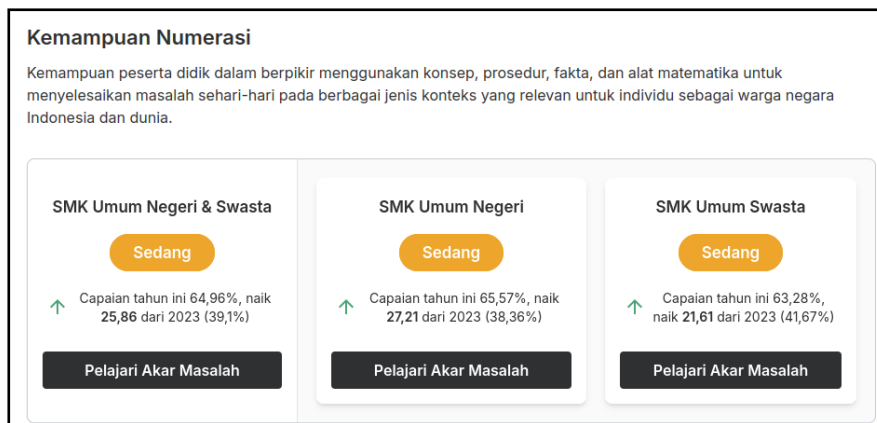 Kemampuan Numerasi
Kemampuan peserta didik dalam berpikir menggunakan konsep, prosedur, fakta, dan alat matematika untuk
menyelesaikan masalah sehari-hari pada berbagai jenis konteks yang relevan untuk individu sebagai warga negara
Indonesia dan dunia.
SMK Umum Negeri & Swasta
Sedang
Capaian tahun ini 64,96%, naik
25,86 dari 2023 (39,1%)
Pelajari Akar Masalah
SMK Umum Negeri
Sedang
Capaian tahun ini 65,57%, naik
27,21 dari 2023 (38,36%)
Pelajari Akar Masalah
SMK Umum Swasta
Sedang
Capaian tahun ini 63,28%,
naik 21,61 dari 2023 (41,67%)
Pelajari Akar Masalah